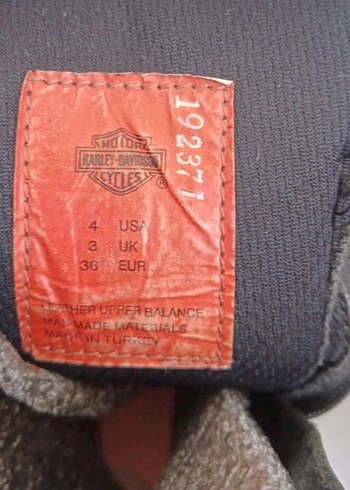 192371
MOTOR
HARLEY-DAVIDSON
CYCLES
®
4 USA
3 UK
36 EUR
LEATHER UPPER BALANCE
MAN MADE MATERIALS
MADE IN TURKEY